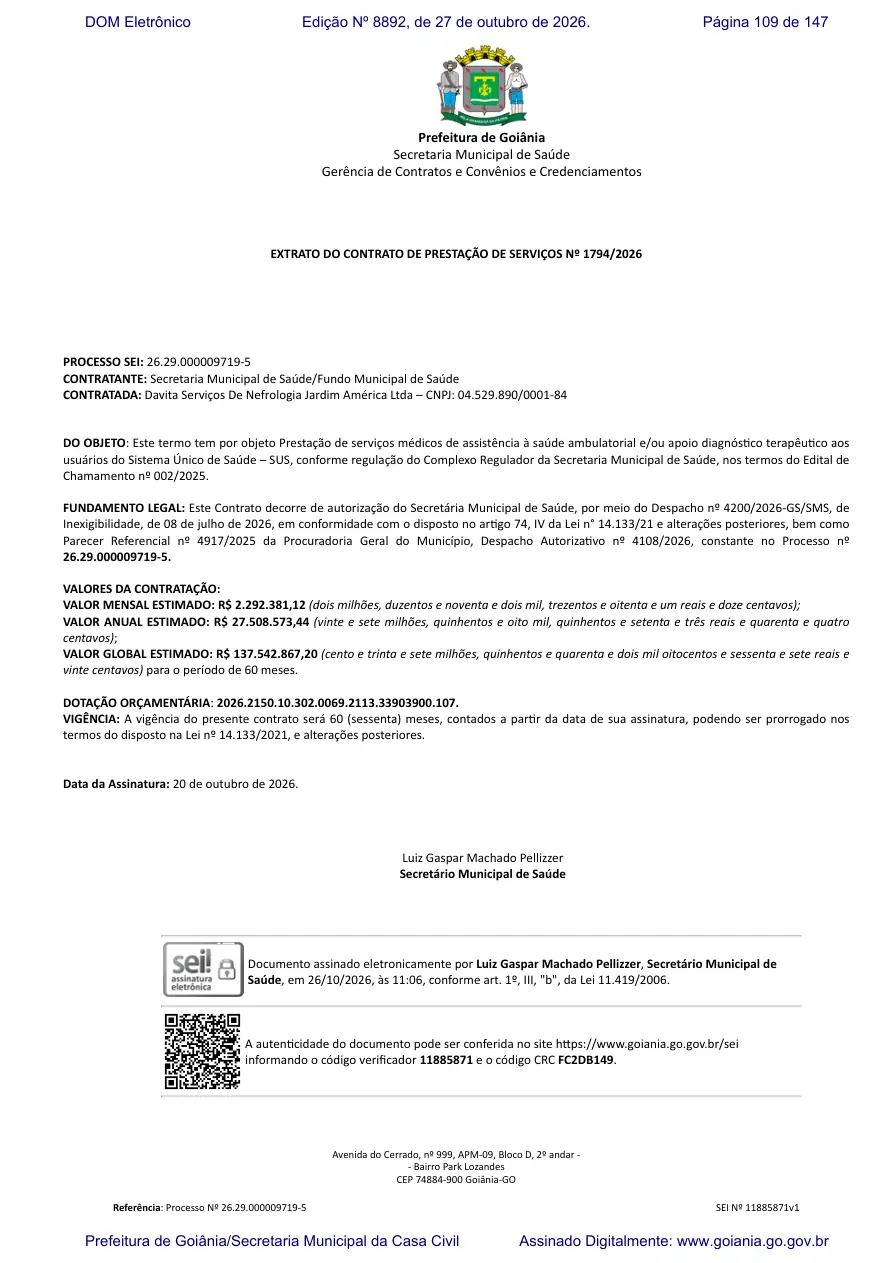 DOM Eletrônico Edição Nº 8892, de 27 de outubro de 2026. Página 109 de 147
Prefeitura de Goiânia
Secretaria Municipal de Saúde
Gerência de Contratos e Convênios e Credenciamentos
EXTRATO DO CONTRATO DE PRESTAÇÃO DE SERVIÇOS Nº 1794/2026
PROCESSO SEI: 26.29.000009719-5
CONTRATANTE: Secretaria Municipal de Saúde/Fundo Municipal de Saúde
CONTRATADA: Davita Serviços De Nefrologia Jardim América Ltda – CNPJ: 04.529.890/0001-84
DO OBJETO: Este termo tem por objeto Prestação de serviços médicos de assistência à saúde ambulatorial e/ou apoio diagnóstico terapêutico aos
usuários do Sistema Único de Saúde – SUS, conforme regulação do Complexo Regulador da Secretaria Municipal de Saúde, nos termos do Edital de
Chamamento nº 002/2025.
FUNDAMENTO LEGAL: Este Contrato decorre de autorização do Secretária Municipal de Saúde, por meio do Despacho nº 4200/2026-GS/SMS, de
Inexigibilidade, de 08 de julho de 2026, em conformidade com o disposto no artigo 74, IV da Lei n° 14.133/21 e alterações posteriores, bem como
Parecer Referencial nº 4917/2025 da Procuradoria Geral do Município, Despacho Autorizativo nº 4108/2026, constante no Processo nº
26.29.000009719-5.
VALORES DA CONTRATAÇÃO:
VALOR MENSAL ESTIMADO: R$ 2.292.381,12 (dois milhões, duzentos e noventa e dois mil, trezentos e oitenta e um reais e doze centavos);
VALOR ANUAL ESTIMADO: R$ 27.508.573,44 (vinte e sete milhões, quinhentos e oito mil, quinhentos e setenta e três reais e quarenta e quatro
centavos);
VALOR GLOBAL ESTIMADO: R$ 137.542.867,20 (cento e trinta e sete milhões, quinhentos e quarenta e dois mil oitocentos e sessenta e sete reais e
vinte centavos) para o período de 60 meses.
DOTAÇÃO ORÇAMENTÁRIA: 2026.2150.10.302.0069.2113.33903900.107.
VIGÊNCIA: A vigência do presente contrato será 60 (sessenta) meses, contados a partir da data de sua assinatura, podendo ser prorrogado nos
termos do disposto na Lei nº 14.133/2021, e alterações posteriores.
Data da Assinatura: 20 de outubro de 2026.
Luiz Gaspar Machado Pellizzer
Secretário Municipal de Saúde
sei!
assinatura
eletrônica
Documento assinado eletronicamente por Luiz Gaspar Machado Pellizzer, Secretário Municipal de
Saúde, em 26/10/2026, às 11:06, conforme art. 1º, III, "b", da Lei 11.419/2006.
A autenticidade do documento pode ser conferida no site https://www.goiania.go.gov.br/sei
informando o código verificador 11885871 e o código CRC FC2DB149.
Avenida do Cerrado, nº 999, APM-09, Bloco D, 2º andar -
- Bairro Park Lozandes
CEP 74884-900 Goiânia-GO
Referência: Processo Nº 26.29.000009719-5 SEI Nº 11885871v1
Prefeitura de Goiânia/Secretaria Municipal da Casa Civil Assinado Digitalmente: www.goiania.go.gov.br